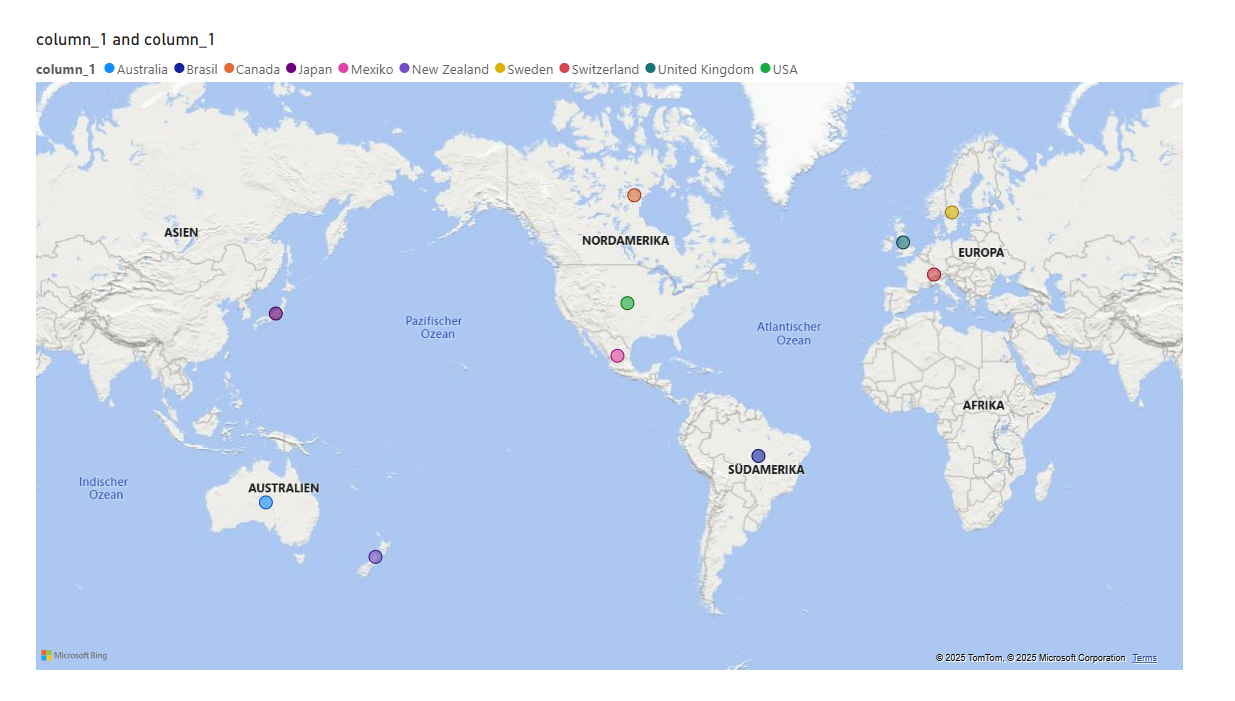 column_1 and column_1
column_1 Australia Brasil Canada Japan Mexiko New Zealand Sweden Switzerland United Kingdom USA
ASIEN
NORDAMERIKA
EUROPA
Pazifischer
Ozean
Atlantischer
Ozean
AFRIKA
SÜDAMERIKA
Indischer
Ozean
AUSTRALIEN
Microsoft Bing
© 2025 TomTom, © 2025 Microsoft Corporation Terms